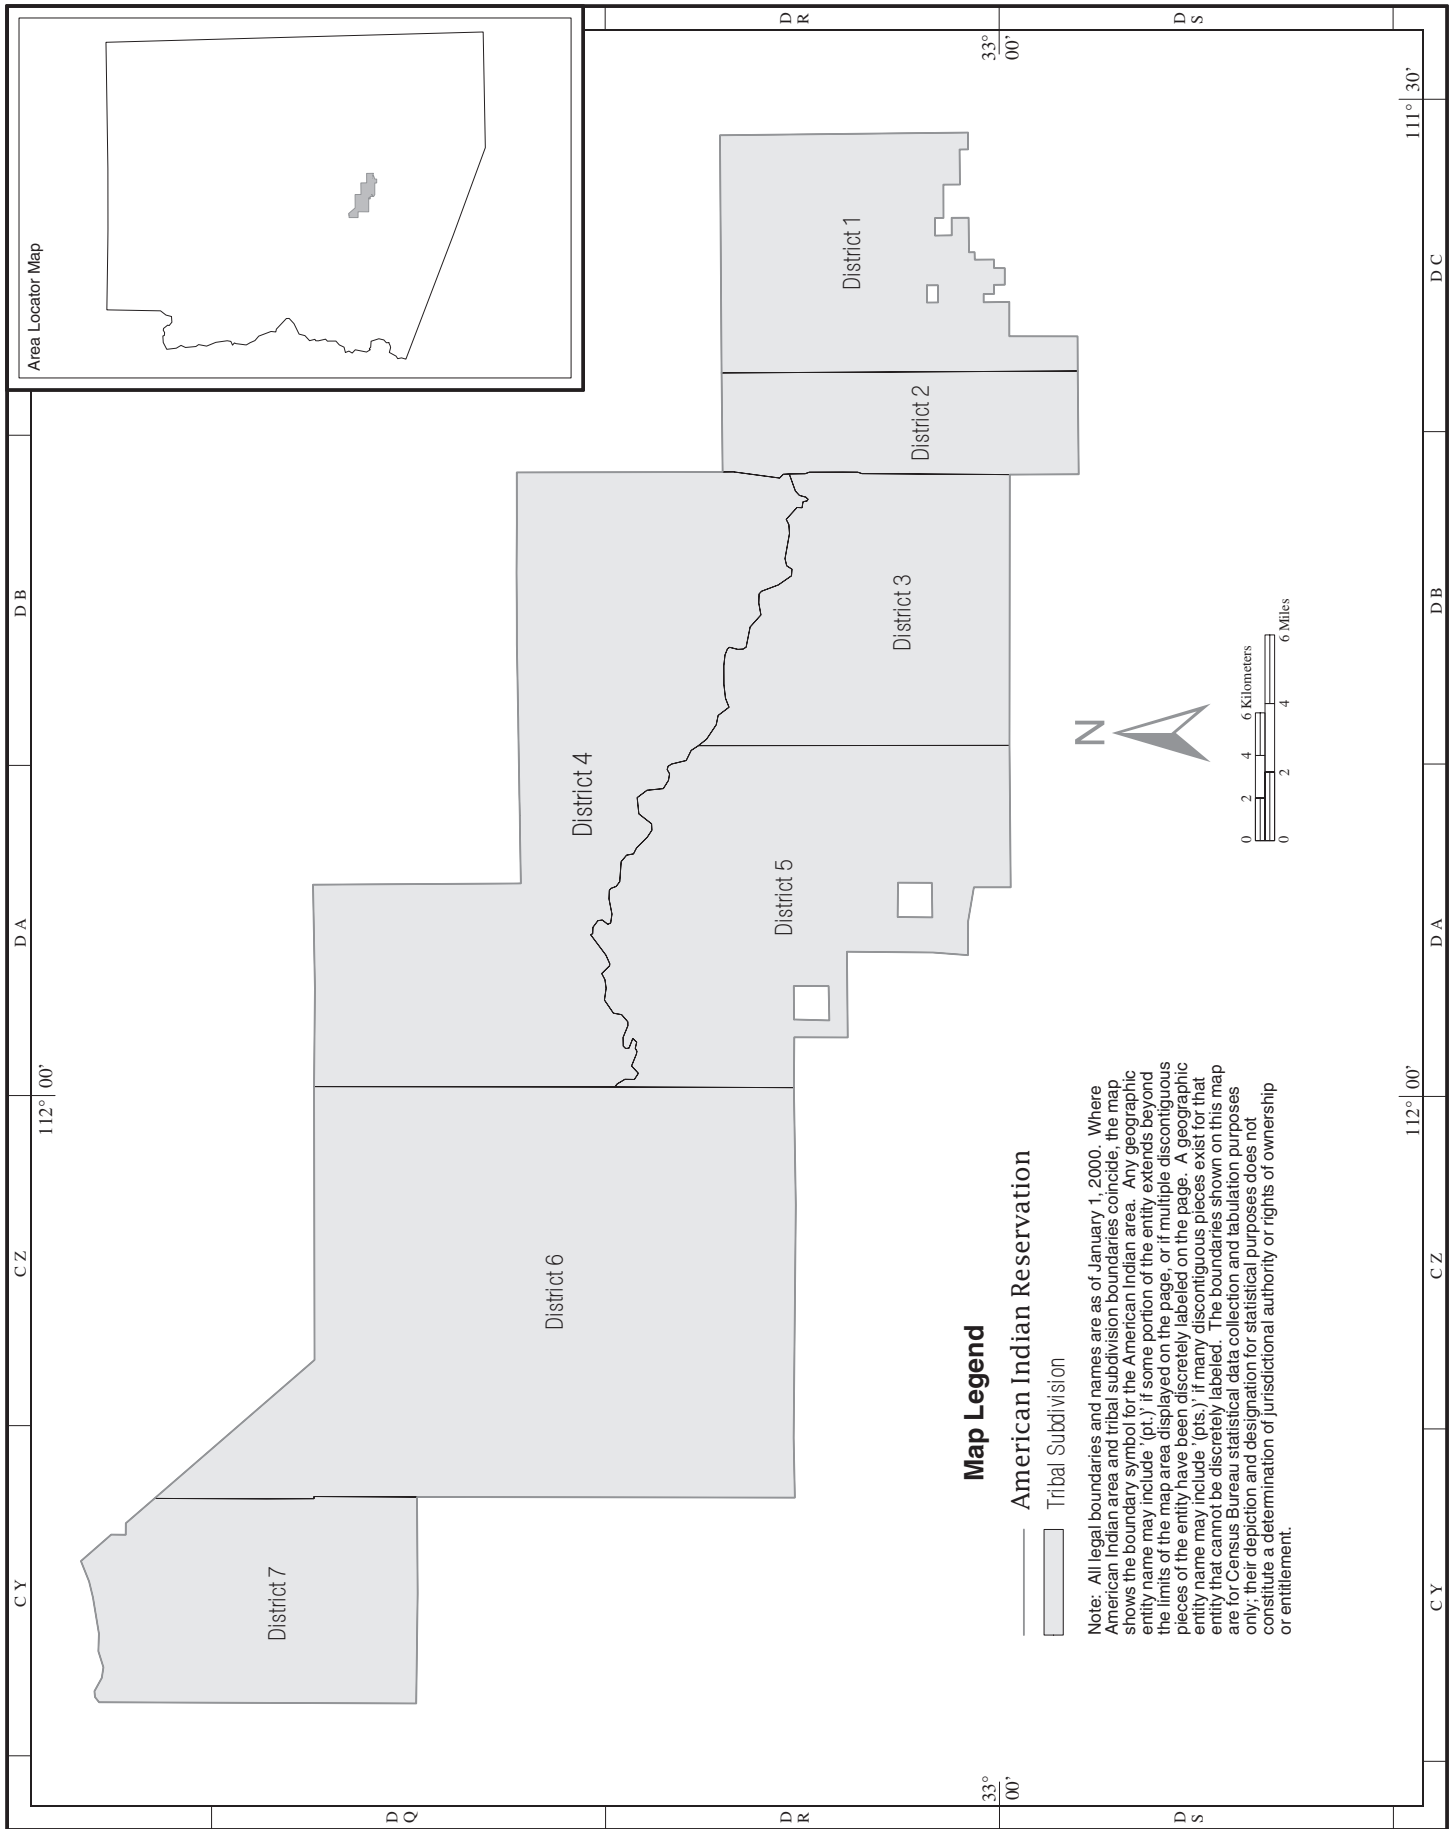 C Y
C Z
D A
D B
112° 00'
Area Locator Map
D Q
D R
D S
33° 00'
33° 00'
D R
D S
District 7
District 6
District 4
District 5
District 3
District 2
District 1
Map Legend
American Indian Reservation
Tribal Subdivision
Note: All legal boundaries and names are as of January 1, 2000. Where
American Indian area and tribal subdivision boundaries coincide, the map
shows the boundary symbol for the American Indian area. Any geographic
entity name may include '(pt.)' if some portion of the entity extends beyond
the limits of the map area displayed on the page, or if multiple discontiguous
pieces of the entity have been discretely labeled on the page. A geographic
entity name may include '(pts.)' if many discontiguous pieces exist for that
entity that cannot be discretely labeled. The boundaries shown on this map
are for Census Bureau statistical data collection and tabulation purposes
only; their depiction and designation for statistical purposes does not
constitute a determination of jurisdictional authority or rights of ownership
or entitlement.
N
0 2 4 6 Kilometers
0 2 4 6 Miles
112° 00'
111° 30'
C Y
C Z
D A
D B
D C